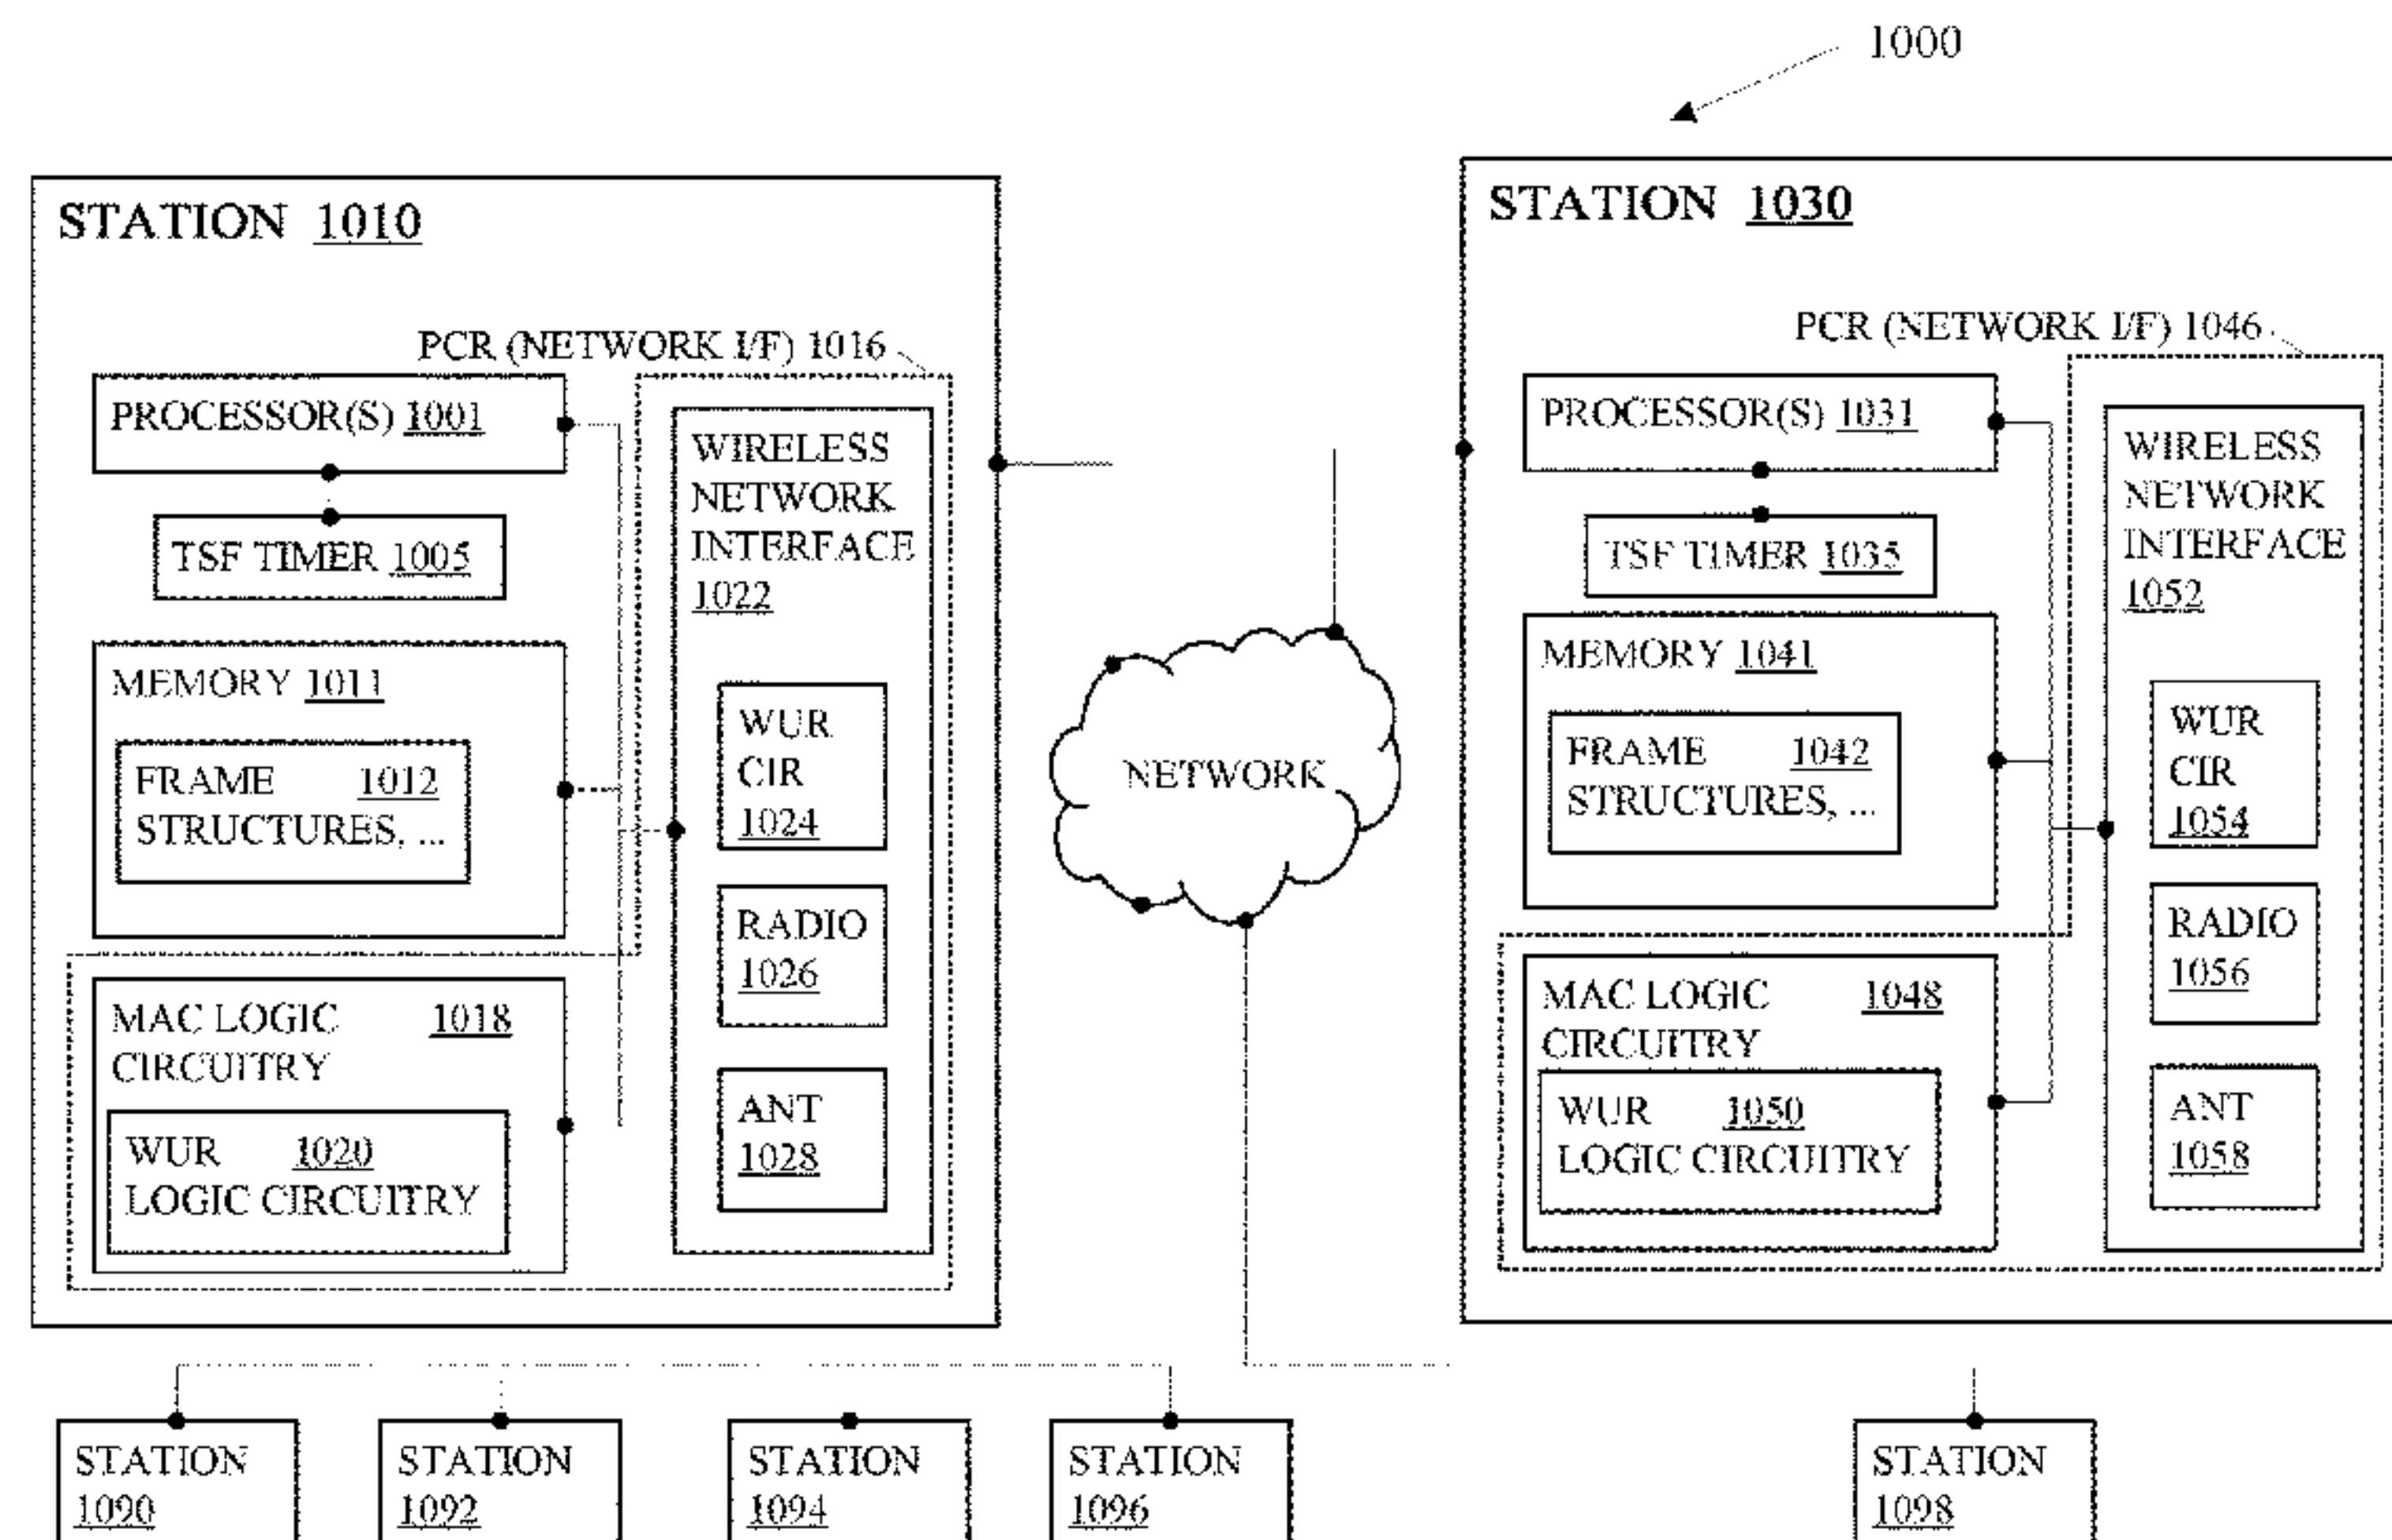 1000
STATION 1010
PCR (NETWORK I/F) 1016
PROCESSOR(S) 1001
TSF TIMER 1005
MEMORY 1011
FRAME 1012
STRUCTURES, ...
MAC LOGIC 1018
CIRCUITRY
WUR 1020
LOGIC CIRCUITRY
WIRELESS
NETWORK
INTERFACE
1022
WUR
CIR
1024
RADIO
1026
ANT
1028
NETWORK
STATION 1030
PCR (NETWORK I/F) 1046
PROCESSOR(S) 1031
TSF TIMER 1035
MEMORY 1041
FRAME 1042
STRUCTURES, ...
MAC LOGIC 1048
CIRCUITRY
WUR 1050
LOGIC CIRCUITRY
WIRELESS
NETWORK
INTERFACE
1052
WUR
CIR
1054
RADIO
1056
ANT
1058
STATION
1090
STATION
1092
STATION
1094
STATION
1096
STATION
1098